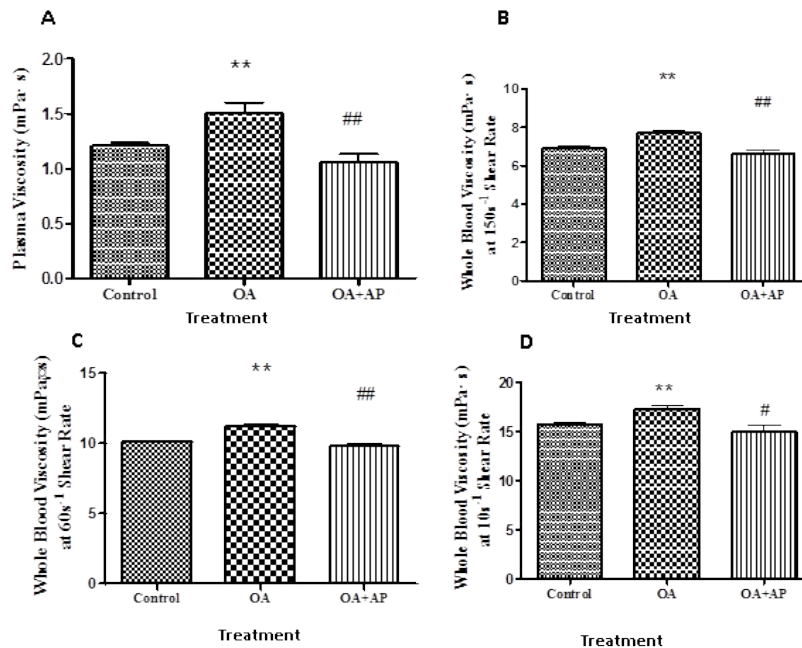 A
Plasma Viscosity (mPa· s)
2.0
1.5
1.0
0.5
0.0
**
##
Control
OA
OA+AP
Treatment
B
Whole Blood Viscosity (mPa· s)
at 150s-1 Shear Rate
10
8
6
4
2
0
**
##
Control
OA
OA+AP
Treatment
C
Whole Blood Viscosity
at 60s-1 Shear Rate
15
10
5
0
**
##
Control
OA
OA+AP
Treatment
D
Whole Blood Viscosity (mPa· s)
at 10s-1 Shear Rate
20
15
10
5
0
**
#
Control
OA
OA+AP
Treatment